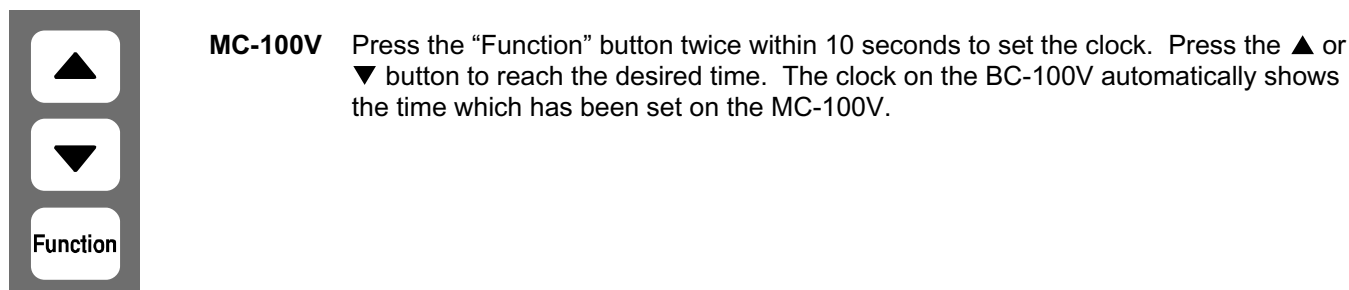 MC-100V Press the “Function” button twice within 10 seconds to set the clock.  Press the ▲ or
▼ button to reach the desired time.  The clock on the BC-100V automatically shows
the time which has been set on the MC-100V.
Function